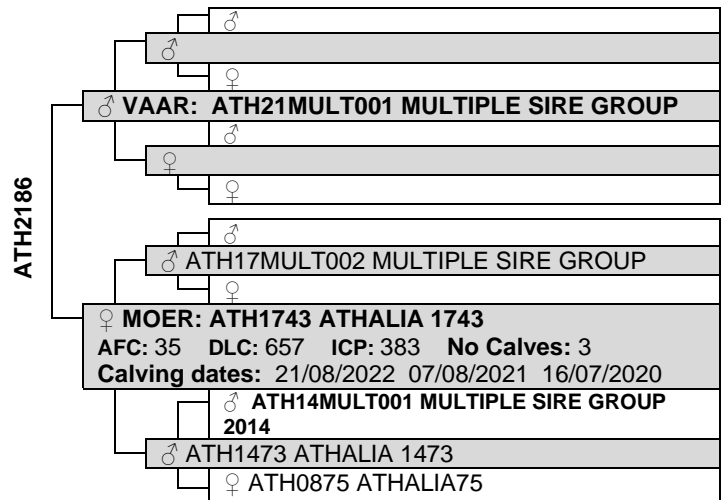 ♂
♂
♀
♂ VAAR: ATH21MULT001 MULTIPLE SIRE GROUP
♂
♀
♀
ATH2186
♂
♂ ATH17MULT002 MULTIPLE SIRE GROUP
♀
♀ MOER: ATH1743 ATHALIA 1743
AFC: 35 DLC: 657 ICP: 383 No Calves: 3
Calving dates: 21/08/2022 07/08/2021 16/07/2020
♂ ATH14MULT001 MULTIPLE SIRE GROUP
2014
♂ ATH1473 ATHALIA 1473
♀ ATH0875 ATHALIA75